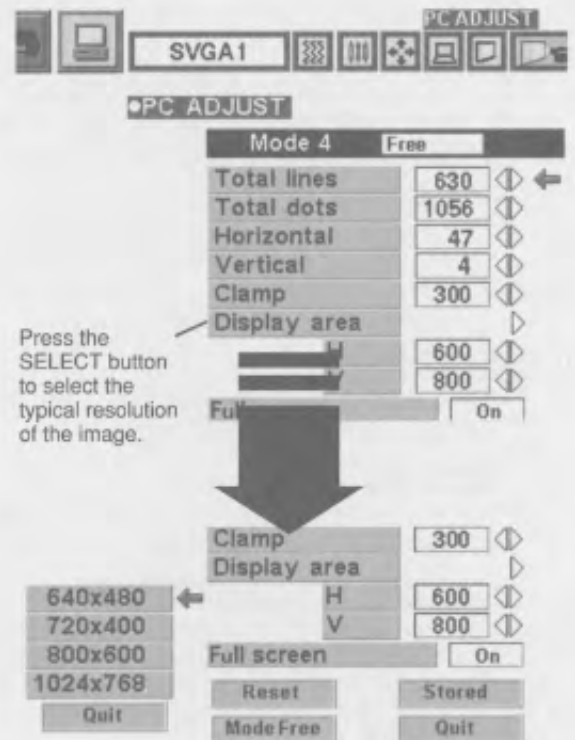 PC ADJUST
SVGA1
PC ADJUST
Mode 4 Free
Total lines 630
Total dots 1056
Horizontal 47
Vertical 4
Clamp 300
Display area
H 600
800
On
Press the
SELECT button
to select the
typical resolution
of the image.
Clamp 300
Display area
H 600
V 800
Full screen On
640x480
720x400
800x600
1024x768
Quit
Reset Stored
Mode Free Quit